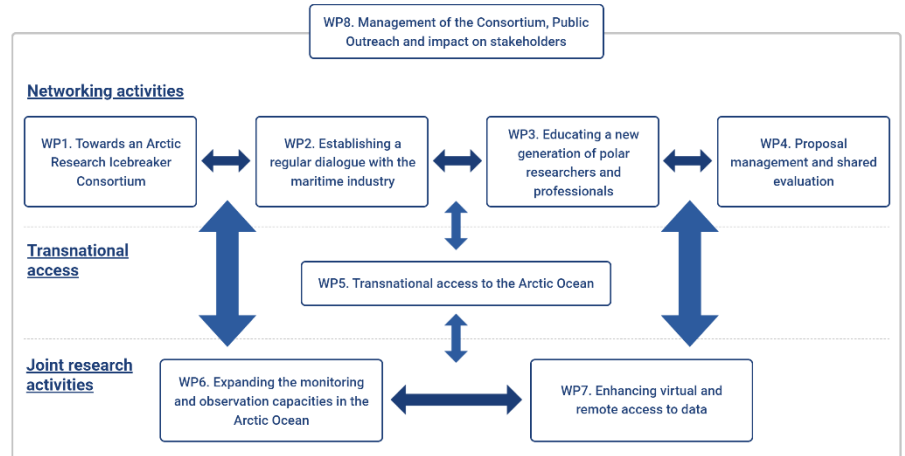 WP8. Management of the Consortium, Public
Outreach and impact on stakeholders
Networking activities
WP1. Towards an Arctic
Research Icebreaker
Consortium
WP2. Establishing a
regular dialogue with the
maritime industry
WP3. Educating a new
generation of polar
researchers and
professionals
WP4. Proposal
management and shared
evaluation
Transnational
access
WP5. Transnational access to the Arctic Ocean
Joint research
activities
WP6. Expanding the monitoring
and observation capacities in the
Arctic Ocean
WP7. Enhancing virtual and
remote access to data